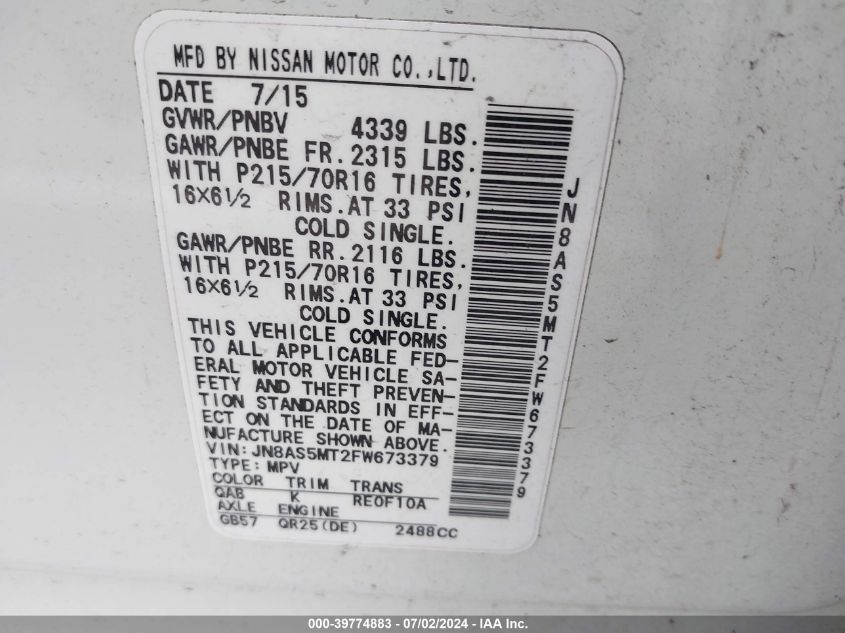 MFD BY NISSAN MOTOR CO.,LTD.
DATE 7/15
GVWR/PNBV 4339 LBS.
GAWR/PNBE FR. 2315 LBS.
WITH P215/70R16 TIRES,
16X6½ RIMS.AT 33 PSI
COLD SINGLE.
GAWR/PNBE RR. 2116 LBS.
WITH P215/70R16 TIRES,
16X6½ RIMS.AT 33 PSI
COLD SINGLE.
THIS VEHICLE CONFORMS
TO ALL APPLICABLE FED-
ERAL MOTOR VEHICLE SA-
FETY AND THEFT PREVEN-
TION STANDARDS IN EFF-
ECT ON THE DATE OF MA-
NUFACTURE SHOWN ABOVE.
VIN: JN8AS5MT2FW673379
TYPE: MPV
COLOR TRIM TRANS
QAB K RE0F10A
AXLE ENGINE
GB57 QR25(DE) 2488CC
JN8AS5MT2FW673379
000-39774883 - 07/02/2024 - IAA Inc.